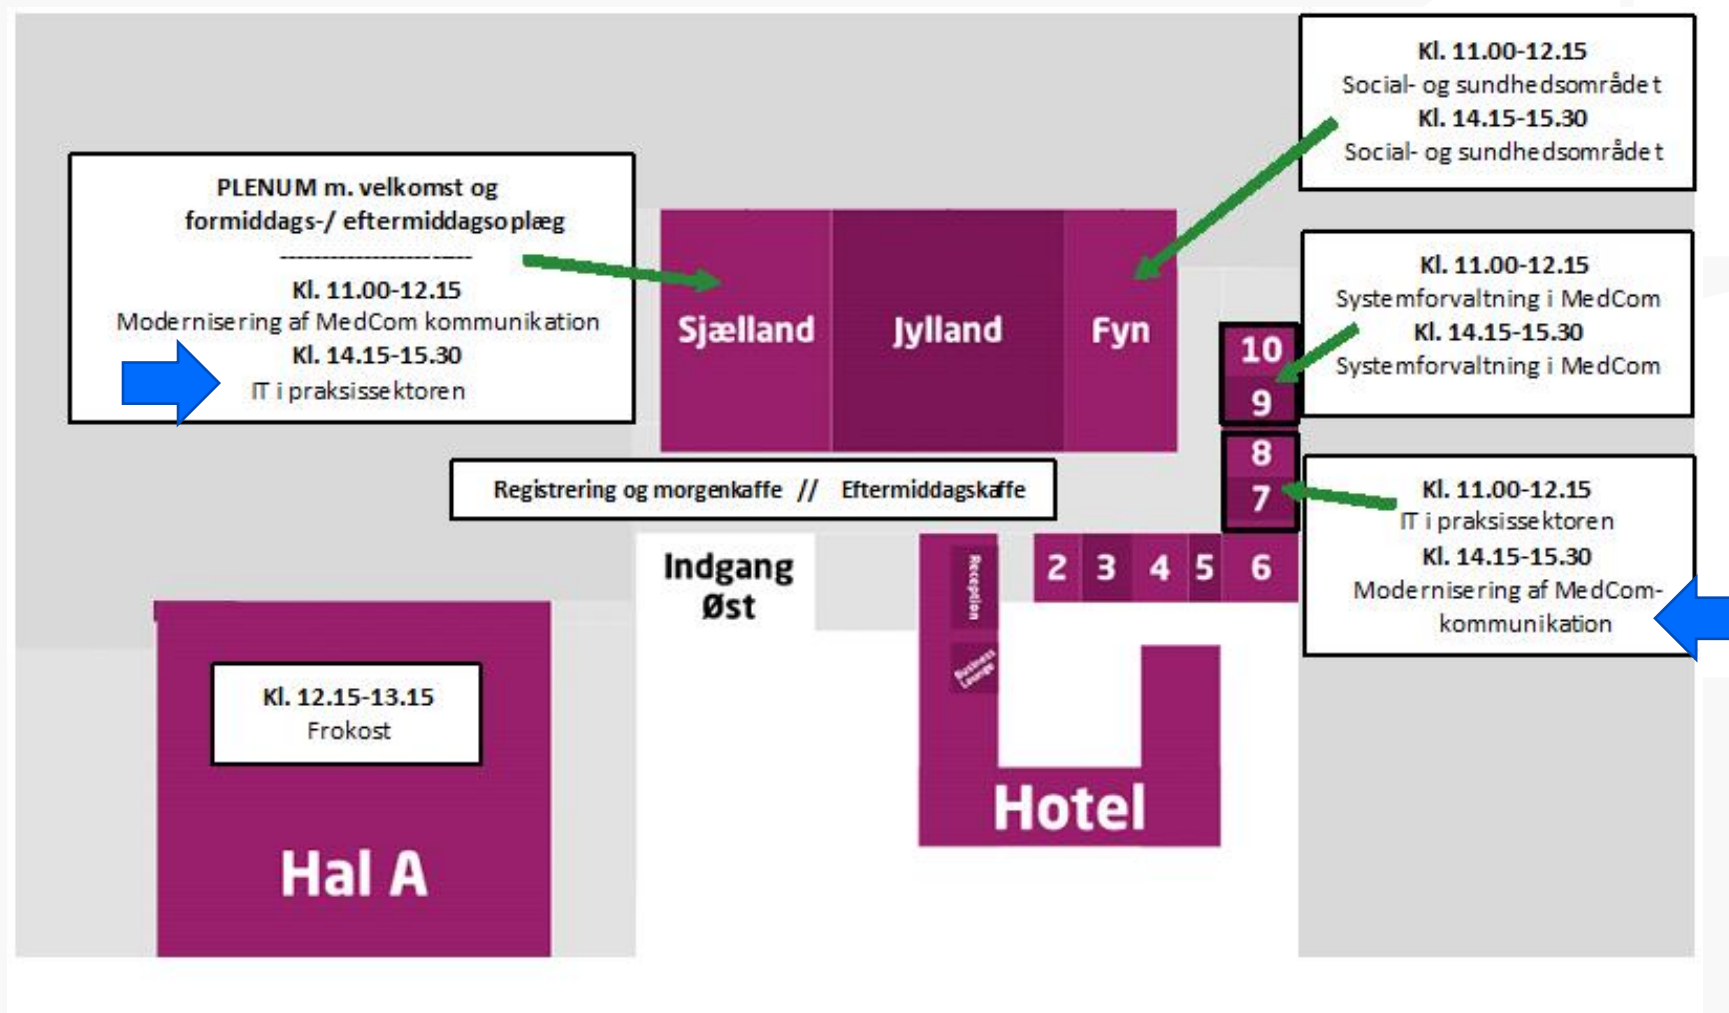 Kl. 11.00-12.15
Social- og sundhedsområdet
Kl. 14.15-15.30
Social- og sundhedsområdet
PLENUM m. velkomst og
formiddags-/ eftermiddagsoplæg
------------------------
Kl. 11.00-12.15
Modernisering af MedCom kommunikation
Kl. 14.15-15.30
IT i praksissektoren
Sjælland
Jylland
Fyn
Kl. 11.00-12.15
Systemforvaltning i MedCom
Kl. 14.15-15.30
Systemforvaltning i MedCom
10
9
8
7
Registrering og morgenkaffe // Eftermiddagskaffe
Kl. 11.00-12.15
IT i praksissektoren
Kl. 14.15-15.30
Modernisering af MedCom-
kommunikation
Indgang
Øst
Reception
Business
Lounge
2 3 4 5 6
Kl. 12.15-13.15
Frokost
Hotel
Hal A